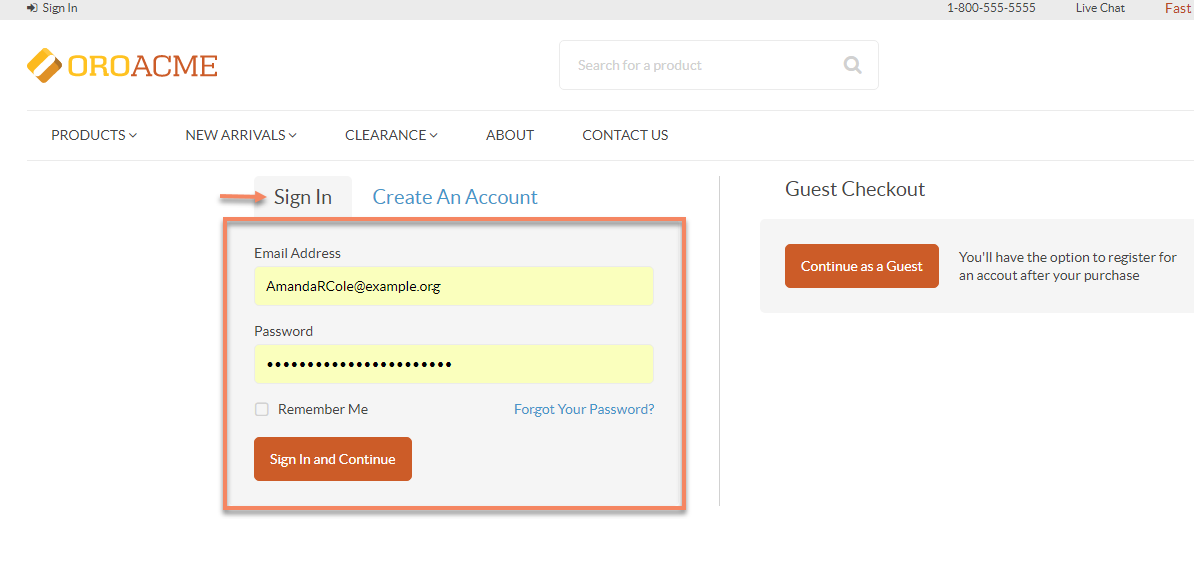 Sign In
1-800-555-5555 Live Chat Fast
OROACME
Search for a product
PRODUCTS NEW ARRIVALS CLEARANCE ABOUT CONTACT US
Sign In Create An Account
Guest Checkout
Email Address
AmandaRCole@example.org
Password
•••••••••••••••••••••••
Remember Me Forgot Your Password?
Sign In and Continue
Continue as a Guest
You'll have the option to register for
an accout after your purchase